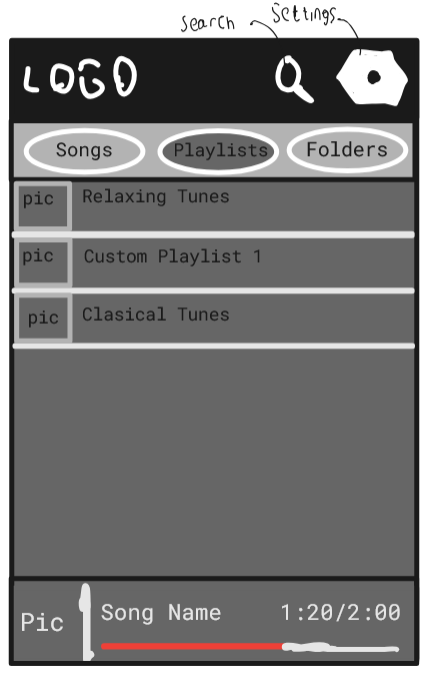 search settings
LOGO
Songs Playlists Folders
pic Relaxing Tunes
pic Custom Playlist 1
pic Clasical Tunes
Pic Song Name 1:20/2:00